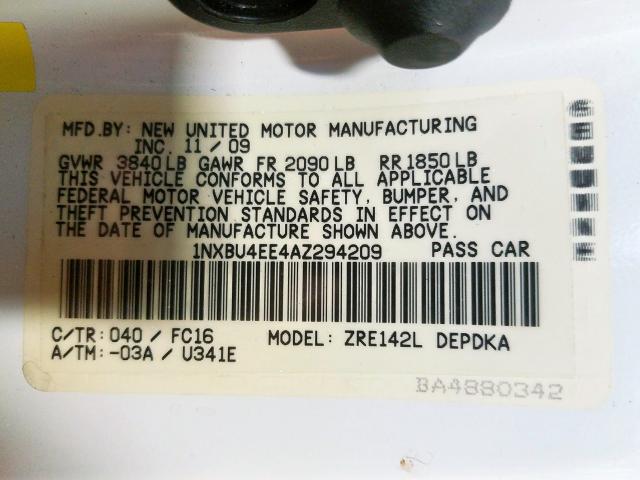 MFD.BY: NEW UNITED MOTOR MANUFACTURING
INC. 11 / 09
GVWR 3840 LB GAWR FR 2090 LB RR 1850 LB
THIS VEHICLE CONFORMS TO ALL APPLICABLE
FEDERAL MOTOR VEHICLE SAFETY, BUMPER, AND
THEFT PREVENTION STANDARDS IN EFFECT ON
THE DATE OF MANUFACTURE SHOWN ABOVE.
1NXBU4EE4AZ294209 PASS CAR
C/TR: 040 / FC16 MODEL: ZRE142L DEPDKA
A/TM: -03A / U341E
BA4880342